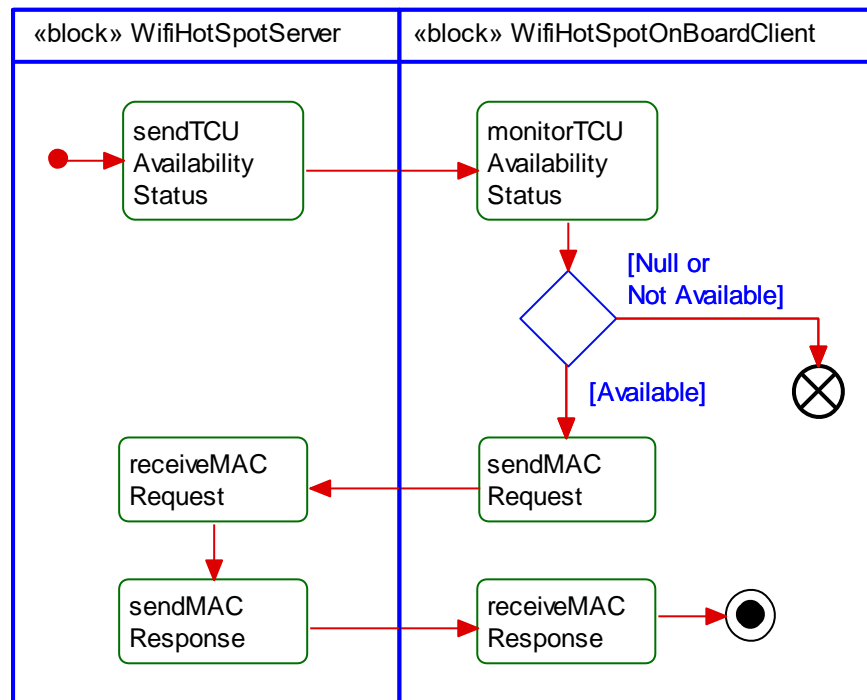 «block» WifiHotSpotServer
«block» WifiHotSpotOnBoardClient
sendTCU
Availability
Status
monitorTCU
Availability
Status
[Null or
Not Available]
[Available]
receiveMAC
Request
sendMAC
Request
sendMAC
Response
receiveMAC
Response